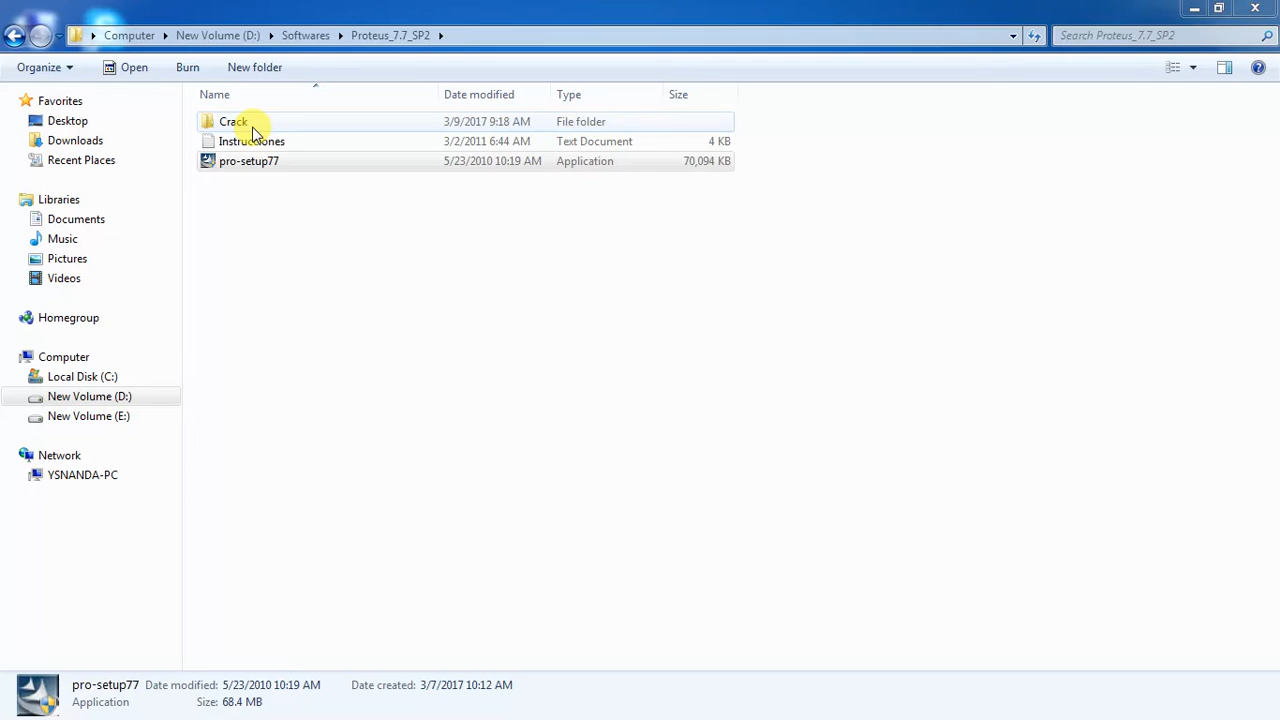 Computer New Volume (D:) Softwares Proteus_7.7_SP2 Search Proteus_7.7_SP2
Organize Open Burn New folder
Name Date modified Type Size
Favorites
Desktop
Downloads
Recent Places
Libraries
Documents
Music
Pictures
Videos
Homegroup
Computer
Local Disk (C:)
New Volume (D:)
New Volume (E:)
Network
YSNANDA-PC
Crack 3/9/2017 9:18 AM File folder
Instrucciones 3/2/2011 6:44 AM Text Document 4 KB
pro-setup77 5/23/2010 10:19 AM Application 70,094 KB
pro-setup77 Date modified: 5/23/2010 10:19 AM Date created: 3/7/2017 10:12 AM
Application Size: 68.4 MB